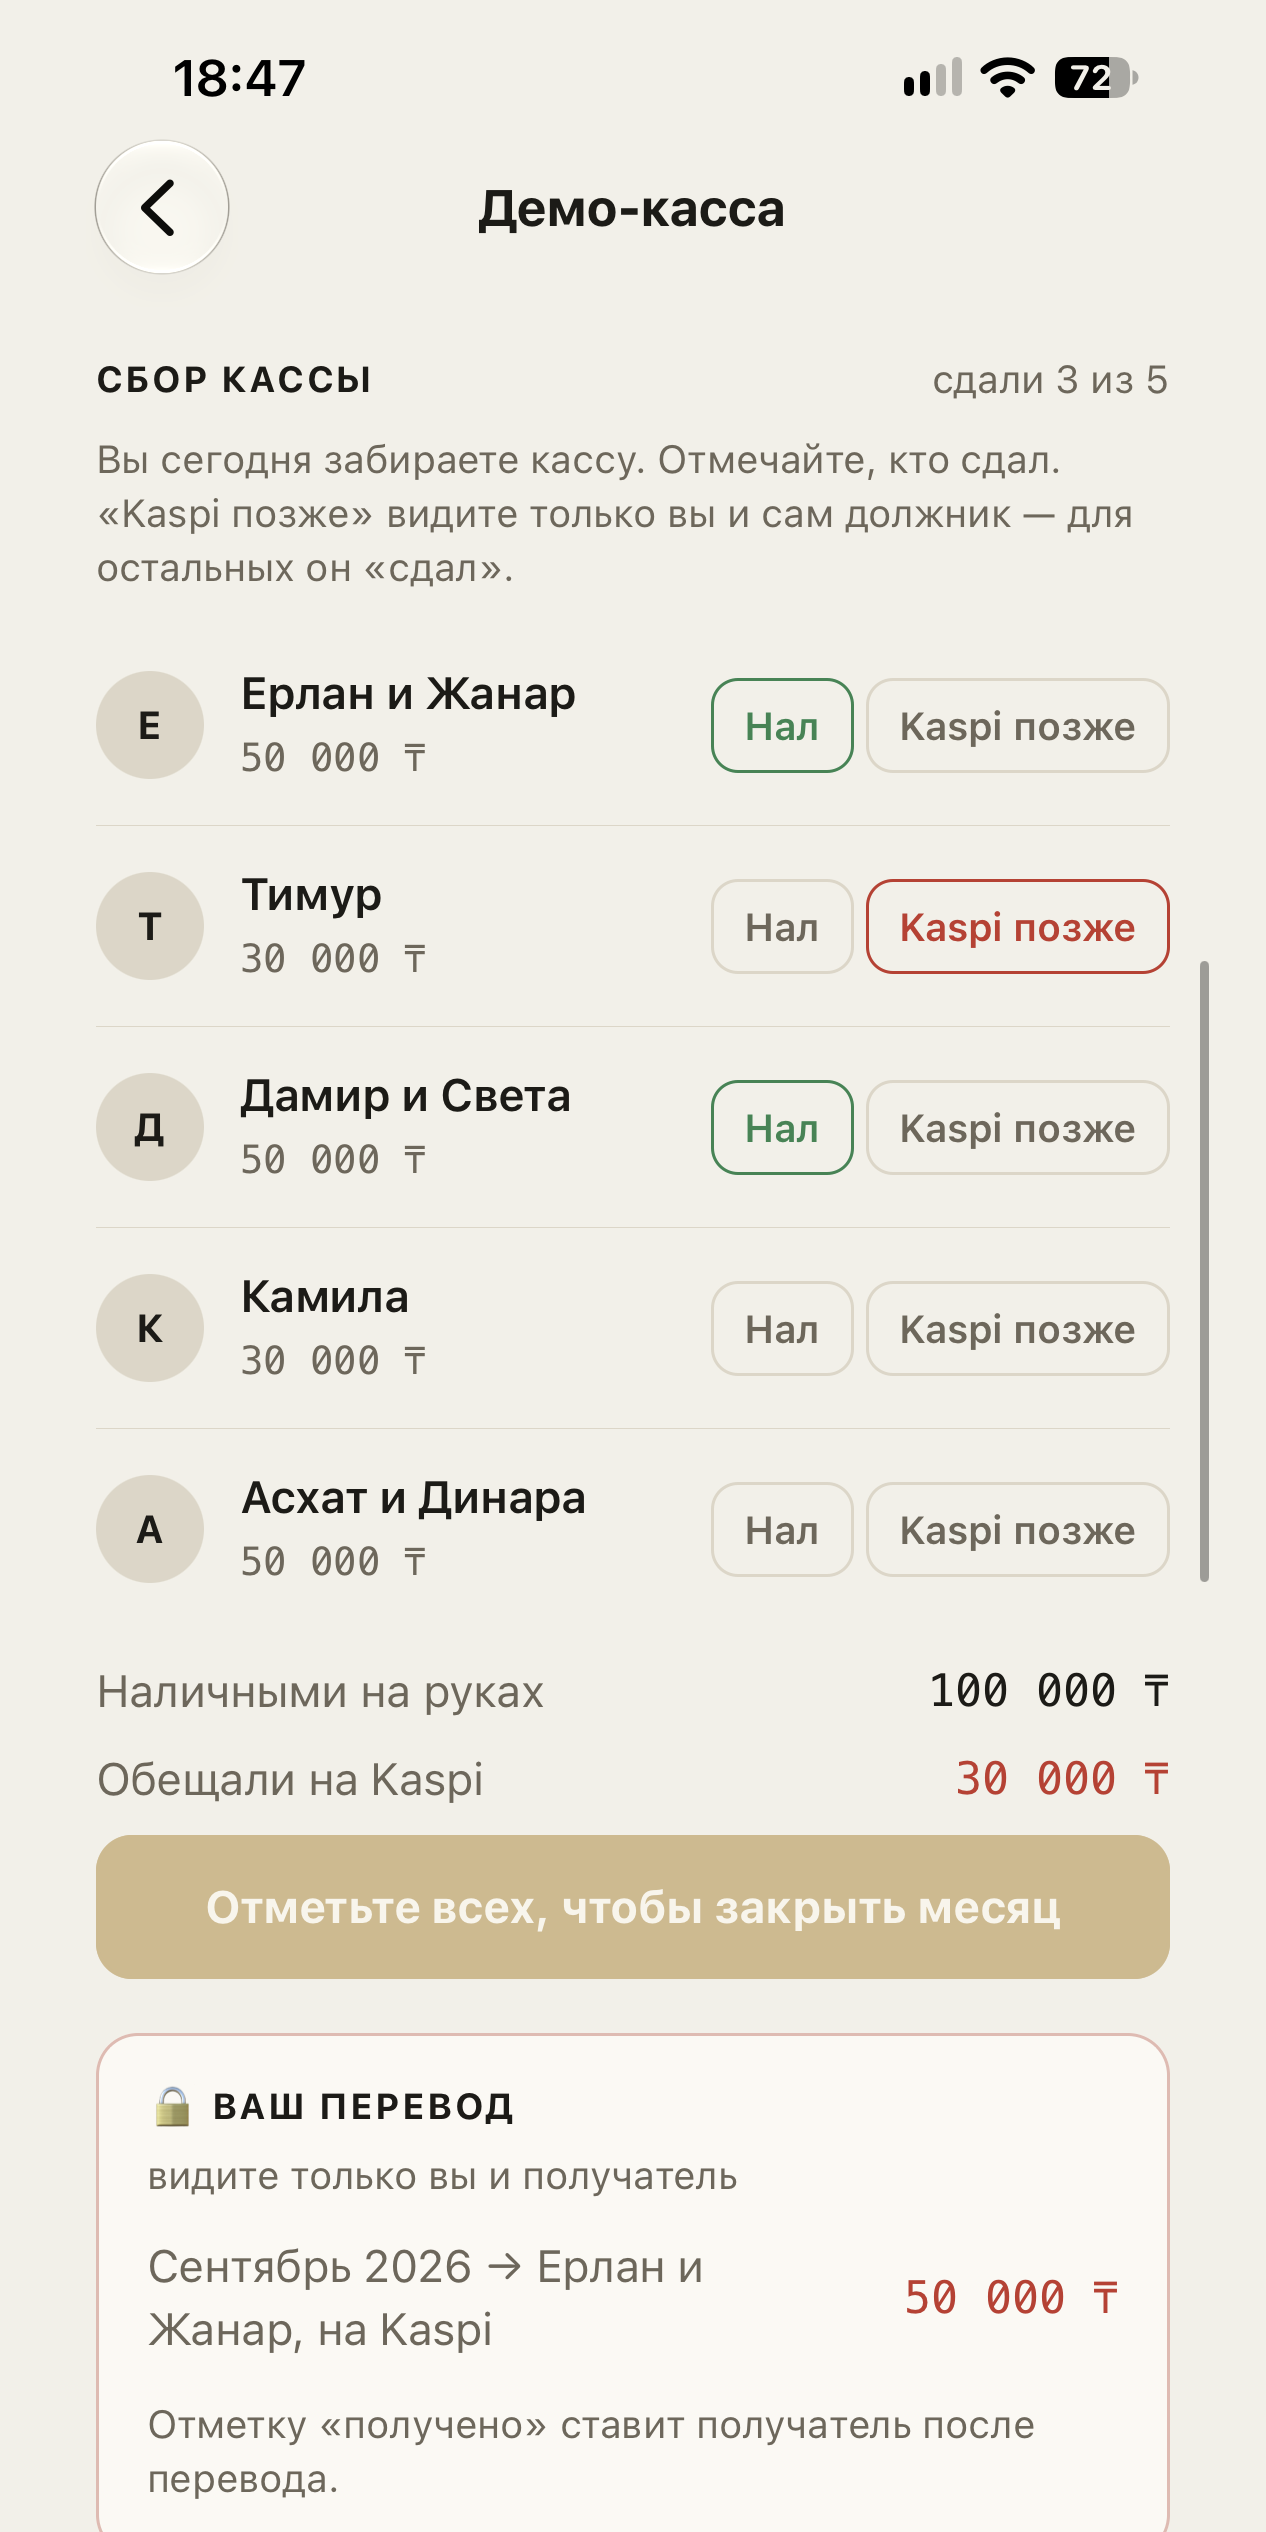 18:47
72
Демо-касса
СБОР КАССЫ
сдали 3 из 5
Вы сегодня забираете кассу. Отмечайте, кто сдал.
«Kaspi позже» видите только вы и сам должник — для
остальных он «сдал».
Е
Ерлан и Жанар
50 000 ₸
Нал
Kaspi позже
Т
Тимур
30 000 ₸
Нал
Kaspi позже
Д
Дамир и Света
50 000 ₸
Нал
Kaspi позже
К
Камила
30 000 ₸
Нал
Kaspi позже
А
Асхат и Динара
50 000 ₸
Нал
Kaspi позже
Наличными на руках
100 000 ₸
Обещали на Kaspi
30 000 ₸
Отметьте всех, чтобы закрыть месяц
🔒 ВАШ ПЕРЕВОД
видите только вы и получатель
Сентябрь 2026 → Ерлан и
Жанар, на Kaspi
50 000 ₸
Отметку «получено» ставит получатель после
перевода.